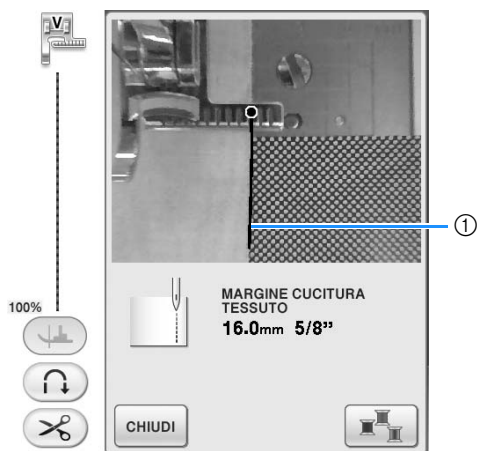 V
100%
①
MARGINE CUCITURA
TESSUTO
16.0mm 5/8”
CHIUDI